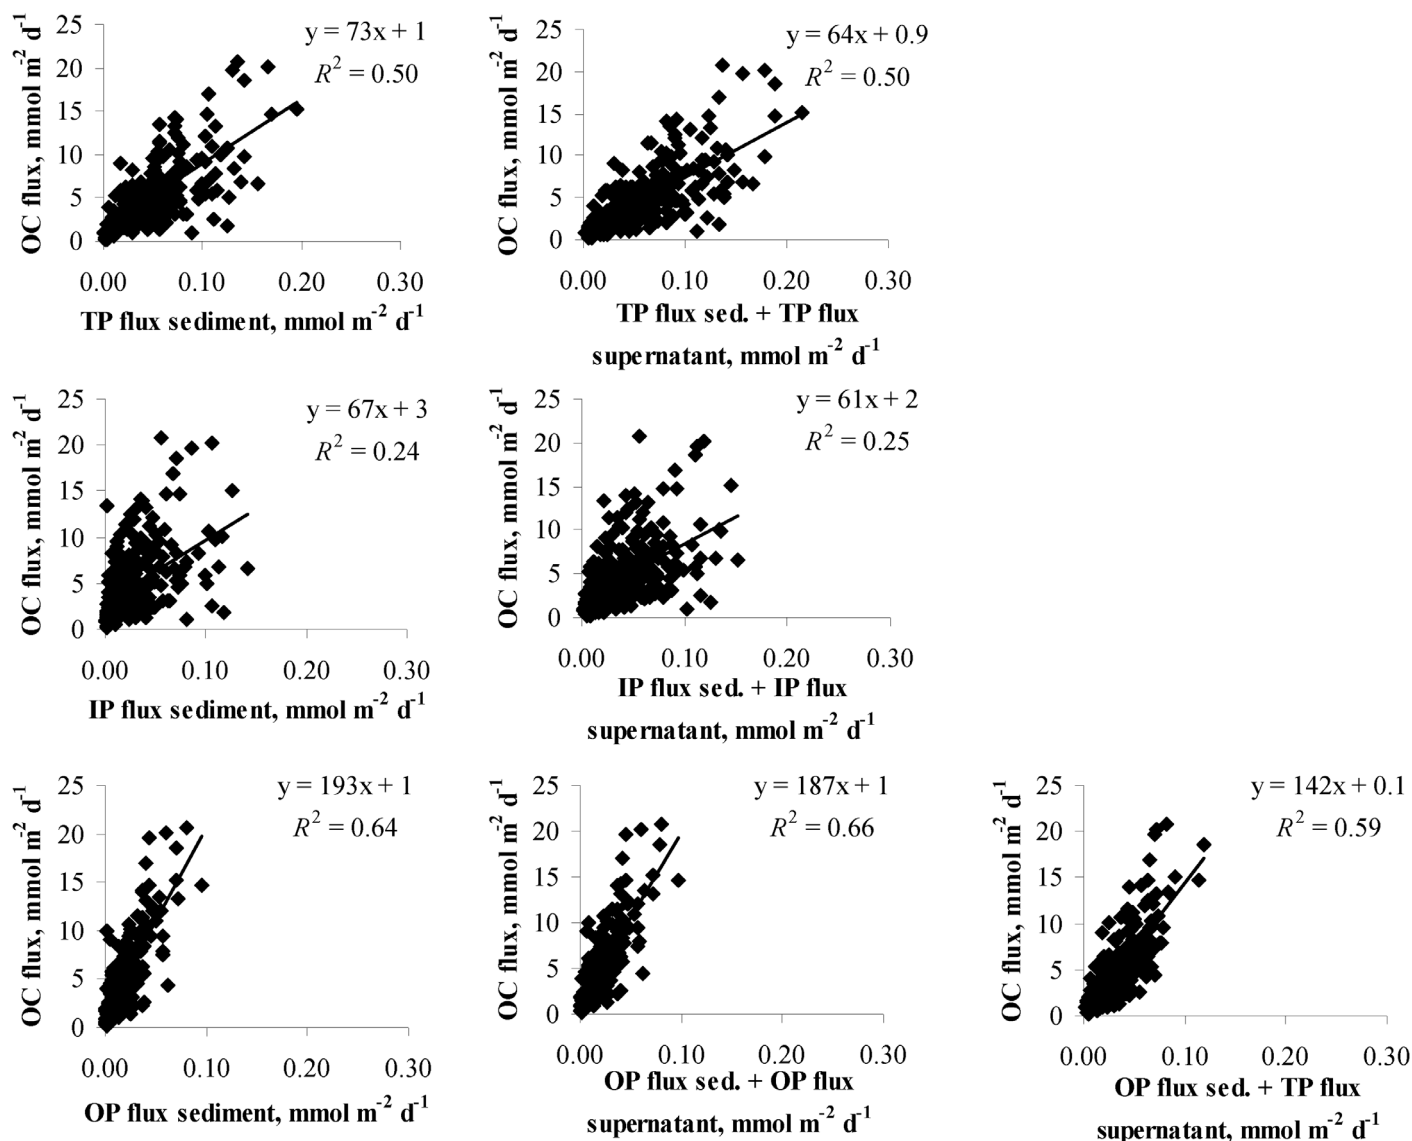 y = 73x + 1
R² = 0.50
OC flux, mmol m⁻² d⁻¹
25
20
15
10
5
0
0.00 0.10 0.20 0.30
TP flux sediment, mmol m⁻² d⁻¹
y = 64x + 0.9
R² = 0.50
OC flux, mmol m⁻² d⁻¹
25
20
15
10
5
0
0.00 0.10 0.20 0.30
TP flux sed. + TP flux
supernatant, mmol m⁻² d⁻¹
y = 67x + 3
R² = 0.24
OC flux, mmol m⁻² d⁻¹
25
20
15
10
5
0
0.00 0.10 0.20 0.30
IP flux sediment, mmol m⁻² d⁻¹
y = 61x + 2
R² = 0.25
OC flux, mmol m⁻² d⁻¹
25
20
15
10
5
0
0.00 0.10 0.20 0.30
IP flux sed. + IP flux
supernatant, mmol m⁻² d⁻¹
y = 193x + 1
R² = 0.64
OC flux, mmol m⁻² d⁻¹
25
20
15
10
5
0
0.00 0.10 0.20 0.30
OP flux sediment, mmol m⁻² d⁻¹
y = 187x + 1
R² = 0.66
OC flux, mmol m⁻² d⁻¹
25
20
15
10
5
0
0.00 0.10 0.20 0.30
OP flux sed. + OP flux
supernatant, mmol m⁻² d⁻¹
y = 142x + 0.1
R² = 0.59
OC flux, mmol m⁻² d⁻¹
25
20
15
10
5
0
0.00 0.10 0.20 0.30
OP flux sed. + TP flux
supernatant, mmol m⁻² d⁻¹